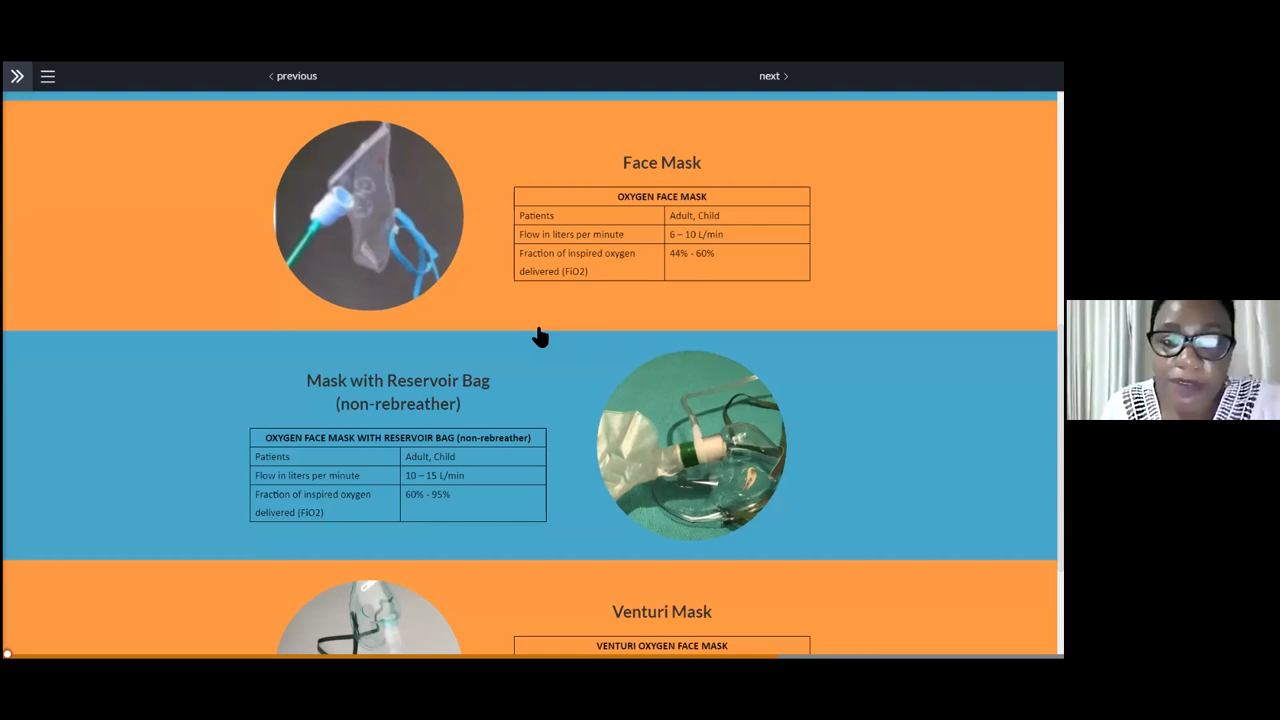 previous
next
Face Mask
OXYGEN FACE MASK
Patients Adult, Child
Flow in liters per minute 6 – 10 L/min
Fraction of inspired oxygen 44% - 60%
delivered (FiO2)
Mask with Reservoir Bag
(non-rebreather)
OXYGEN FACE MASK WITH RESERVOIR BAG (non-rebreather)
Patients Adult, Child
Flow in liters per minute 10 – 15 L/min
Fraction of inspired oxygen 60% - 95%
delivered (FiO2)
Venturi Mask
VENTURI OXYGEN FACE MASK